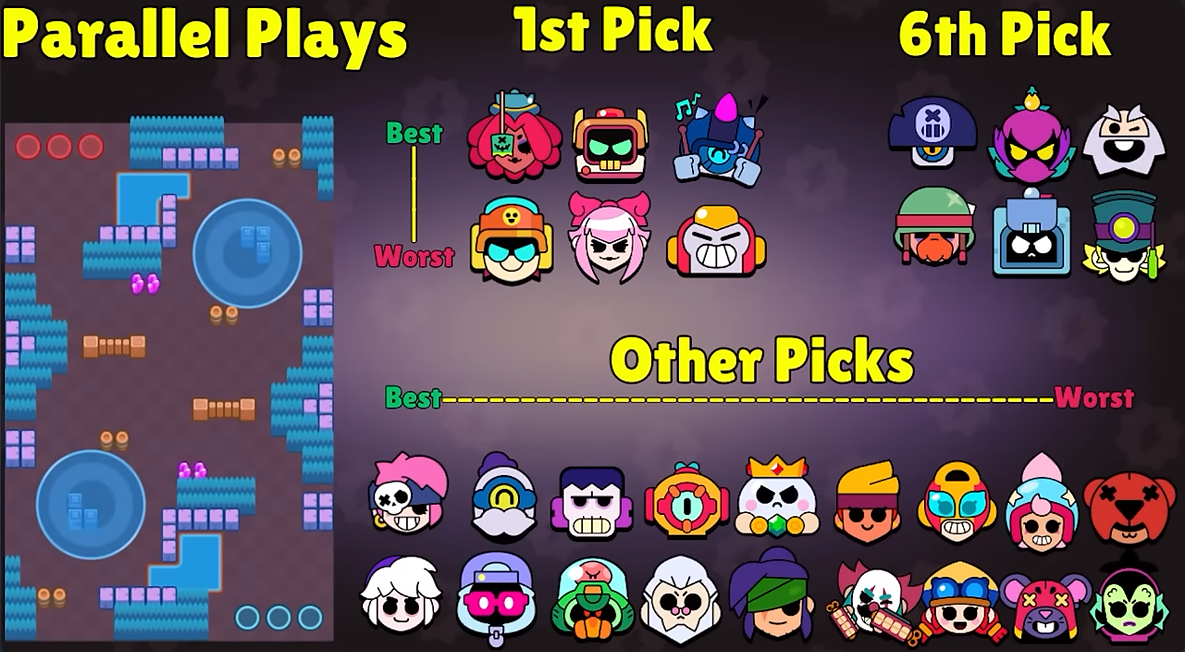 Parallel Plays
1st Pick
6th Pick
Best
Worst
Other Picks
Best
Worst